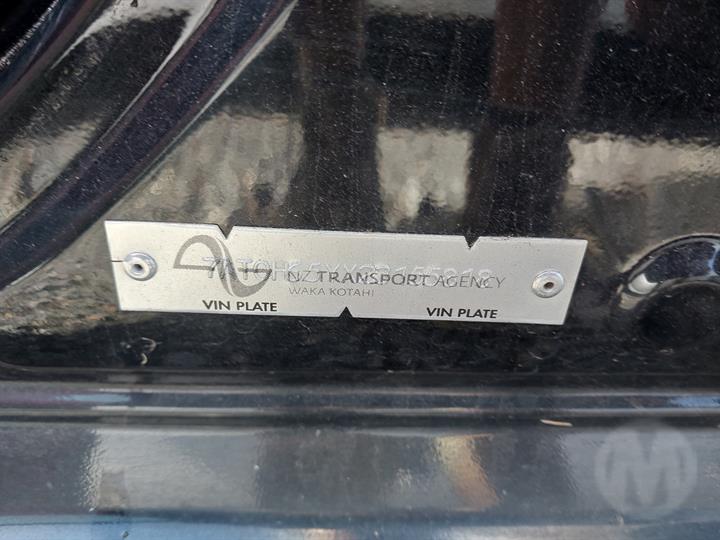 NZ TRANSPORT AGENCY
WAKA KOTAHI
VIN PLATE
VIN PLATE
M